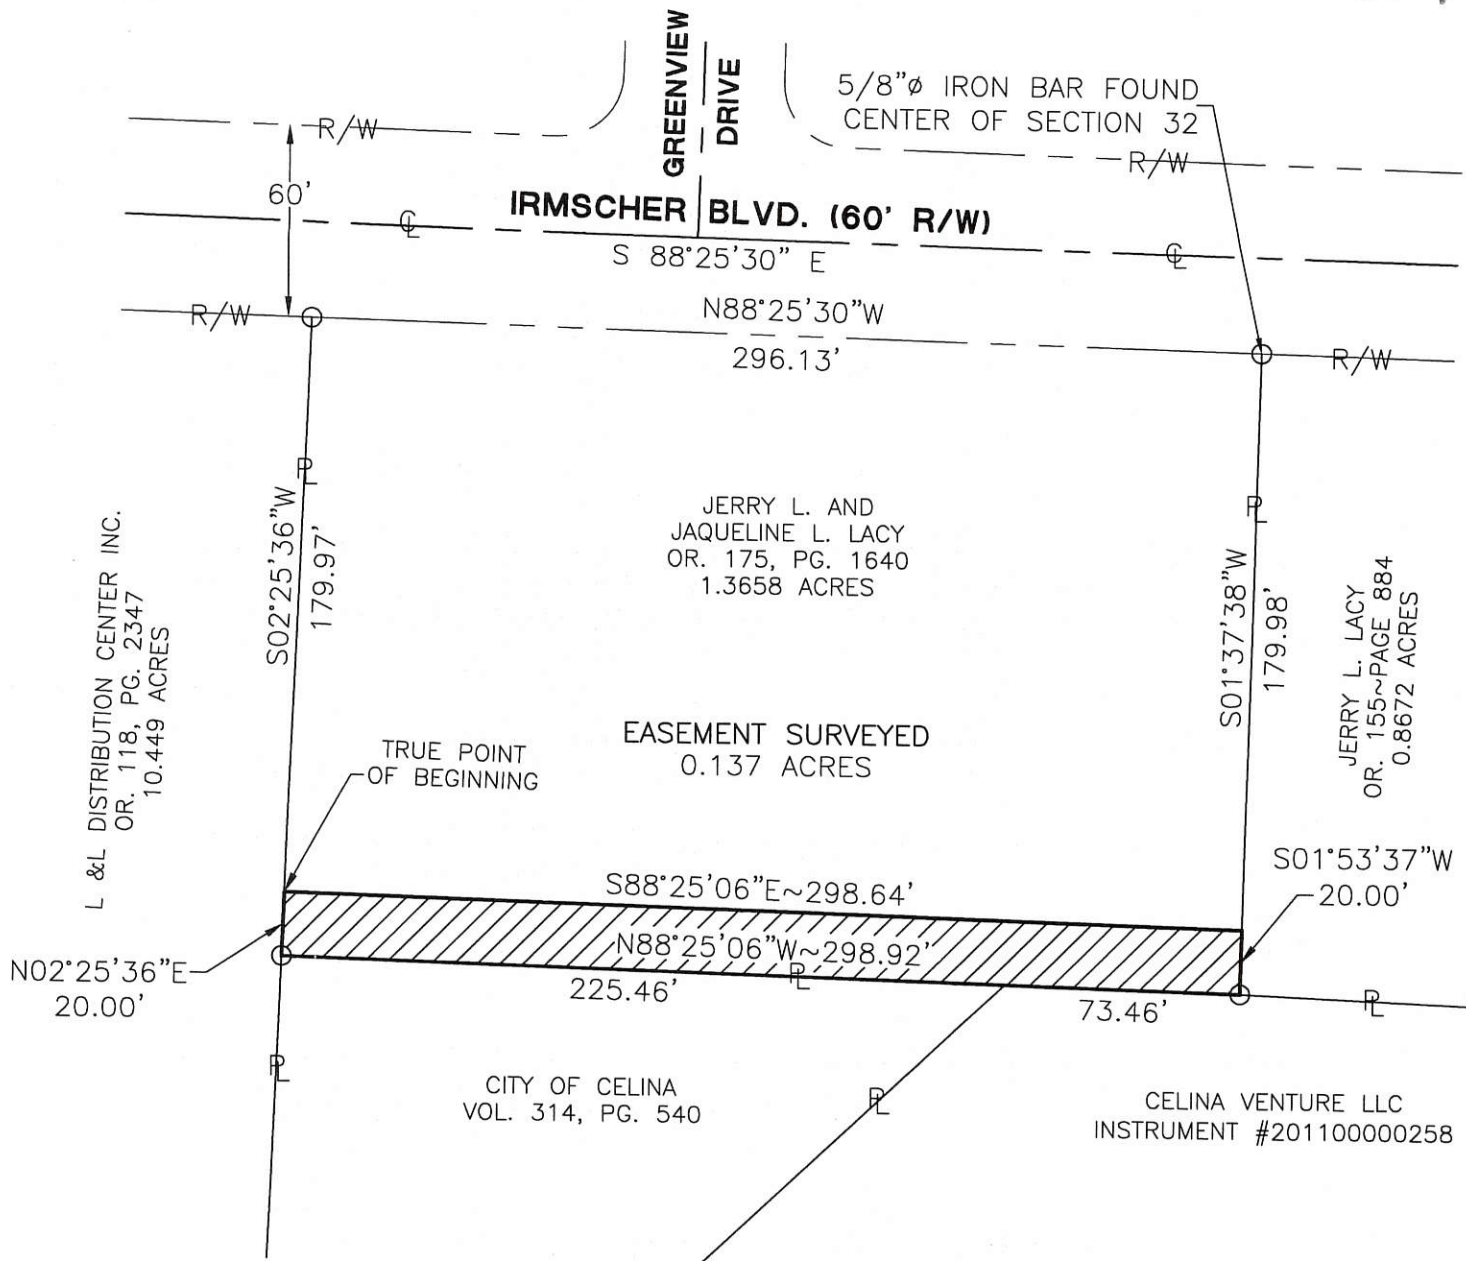 GREENVIEW
DRIVE
5/8"ø IRON BAR FOUND
CENTER OF SECTION 32
R/W
R/W
60'
IRMSCHER BLVD. (60' R/W)
℄
℄
S 88°25'30" E
R/W
N88°25'30"W
296.13'
R/W
PL
PL
S02°25'36"W
179.97'
JERRY L. AND
JAQUELINE L. LACY
OR. 175, PG. 1640
1.3658 ACRES
S01°37'38"W
179.98'
L &L DISTRIBUTION CENTER INC.
OR. 118, PG. 2347
10.449 ACRES
JERRY L. LACY
OR. 155~PAGE 884
0.8672 ACRES
EASEMENT SURVEYED
0.137 ACRES
TRUE POINT
OF BEGINNING
S01°53'37"W
20.00'
S88°25'06"E~298.64'
N88°25'06"W~298.92'
PL
N02°25'36"E
20.00'
225.46'
73.46'
PL
PL
CITY OF CELINA
VOL. 314, PG. 540
PL
CELINA VENTURE LLC
INSTRUMENT #201100000258